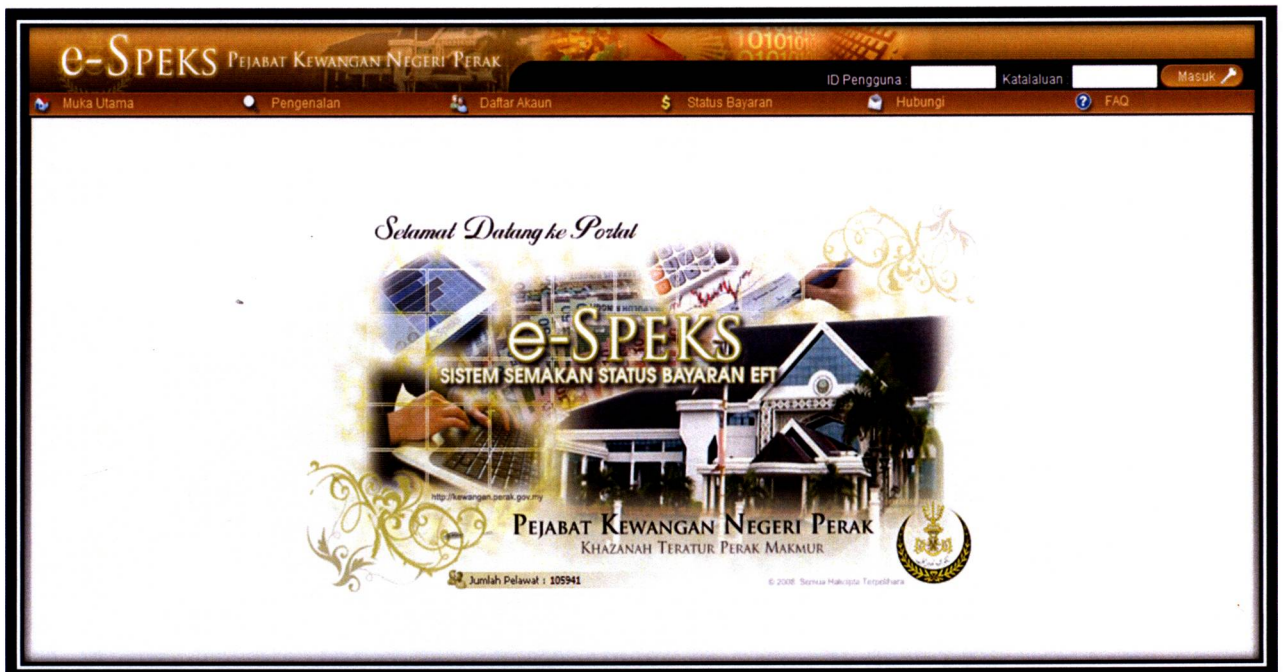 e-SPEKS PEJABAT KEWANGAN NEGERI PERAK
ID Pengguna Katalaluan Masuk
Muka Utama Pengenalan Daftar Akaun Status Bayaran Hubungi FAQ
Selamat Datang ke Portal
e-SPEKS
SISTEM SEMAKAN STATUS BAYARAN EFT
http://kewangan.perak.gov.my
PEJABAT KEWANGAN NEGERI PERAK
KHAZANAH TERATUR PERAK MAKMUR
Jumlah Pelawat : 105941
© 2008 Semua Hakcipta Terpelihara